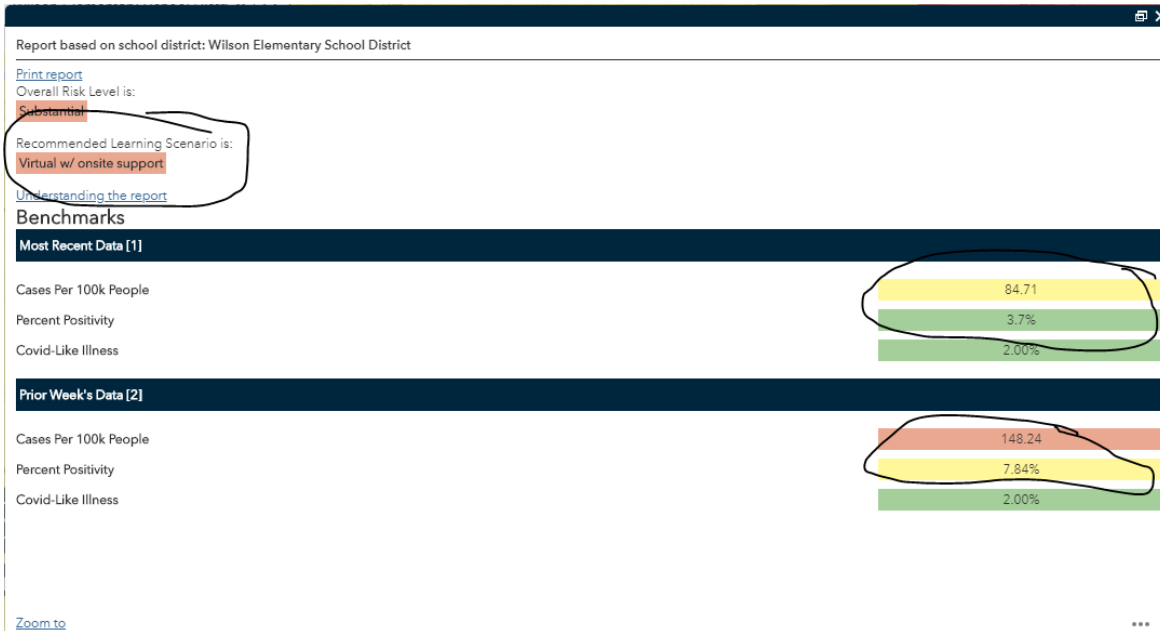 Report based on school district: Wilson Elementary School District
Print report
Overall Risk Level is:
Substantial
Recommended Learning Scenario is:
Virtual w/ onsite support
Understanding the report
Benchmarks
Most Recent Data [1]
Cases Per 100k People 84.71
Percent Positivity 3.7%
Covid-Like Illness 2.00%
Prior Week's Data [2]
Cases Per 100k People 148.24
Percent Positivity 7.84%
Covid-Like Illness 2.00%
Zoom to